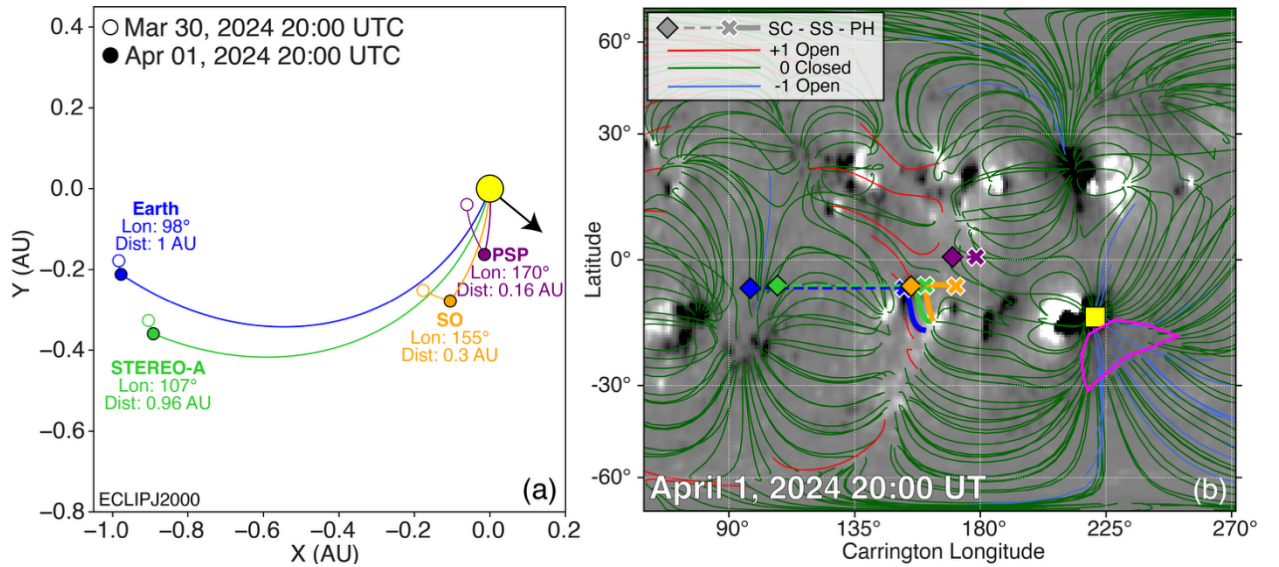 Mar 30, 2024 20:00 UTC
Apr 01, 2024 20:00 UTC
0.4
0.2
0.0
−0.2
−0.4
−0.6
−0.8
Y (AU)
Earth
Lon: 98°
Dist: 1 AU
STEREO-A
Lon: 107°
Dist: 0.96 AU
PSP
Lon: 170°
Dist: 0.16 AU
SO
Lon: 155°
Dist: 0.3 AU
ECLIPJ2000
(a)
−1.0 −0.8 −0.6 −0.4 −0.2 0.0 0.2
X (AU)
SC - SS - PH
+1 Open
0 Closed
-1 Open
60°
30°
0°
-30°
-60°
Latitude
April 1, 2024 20:00 UT
(b)
90° 135° 180° 225° 270°
Carrington Longitude